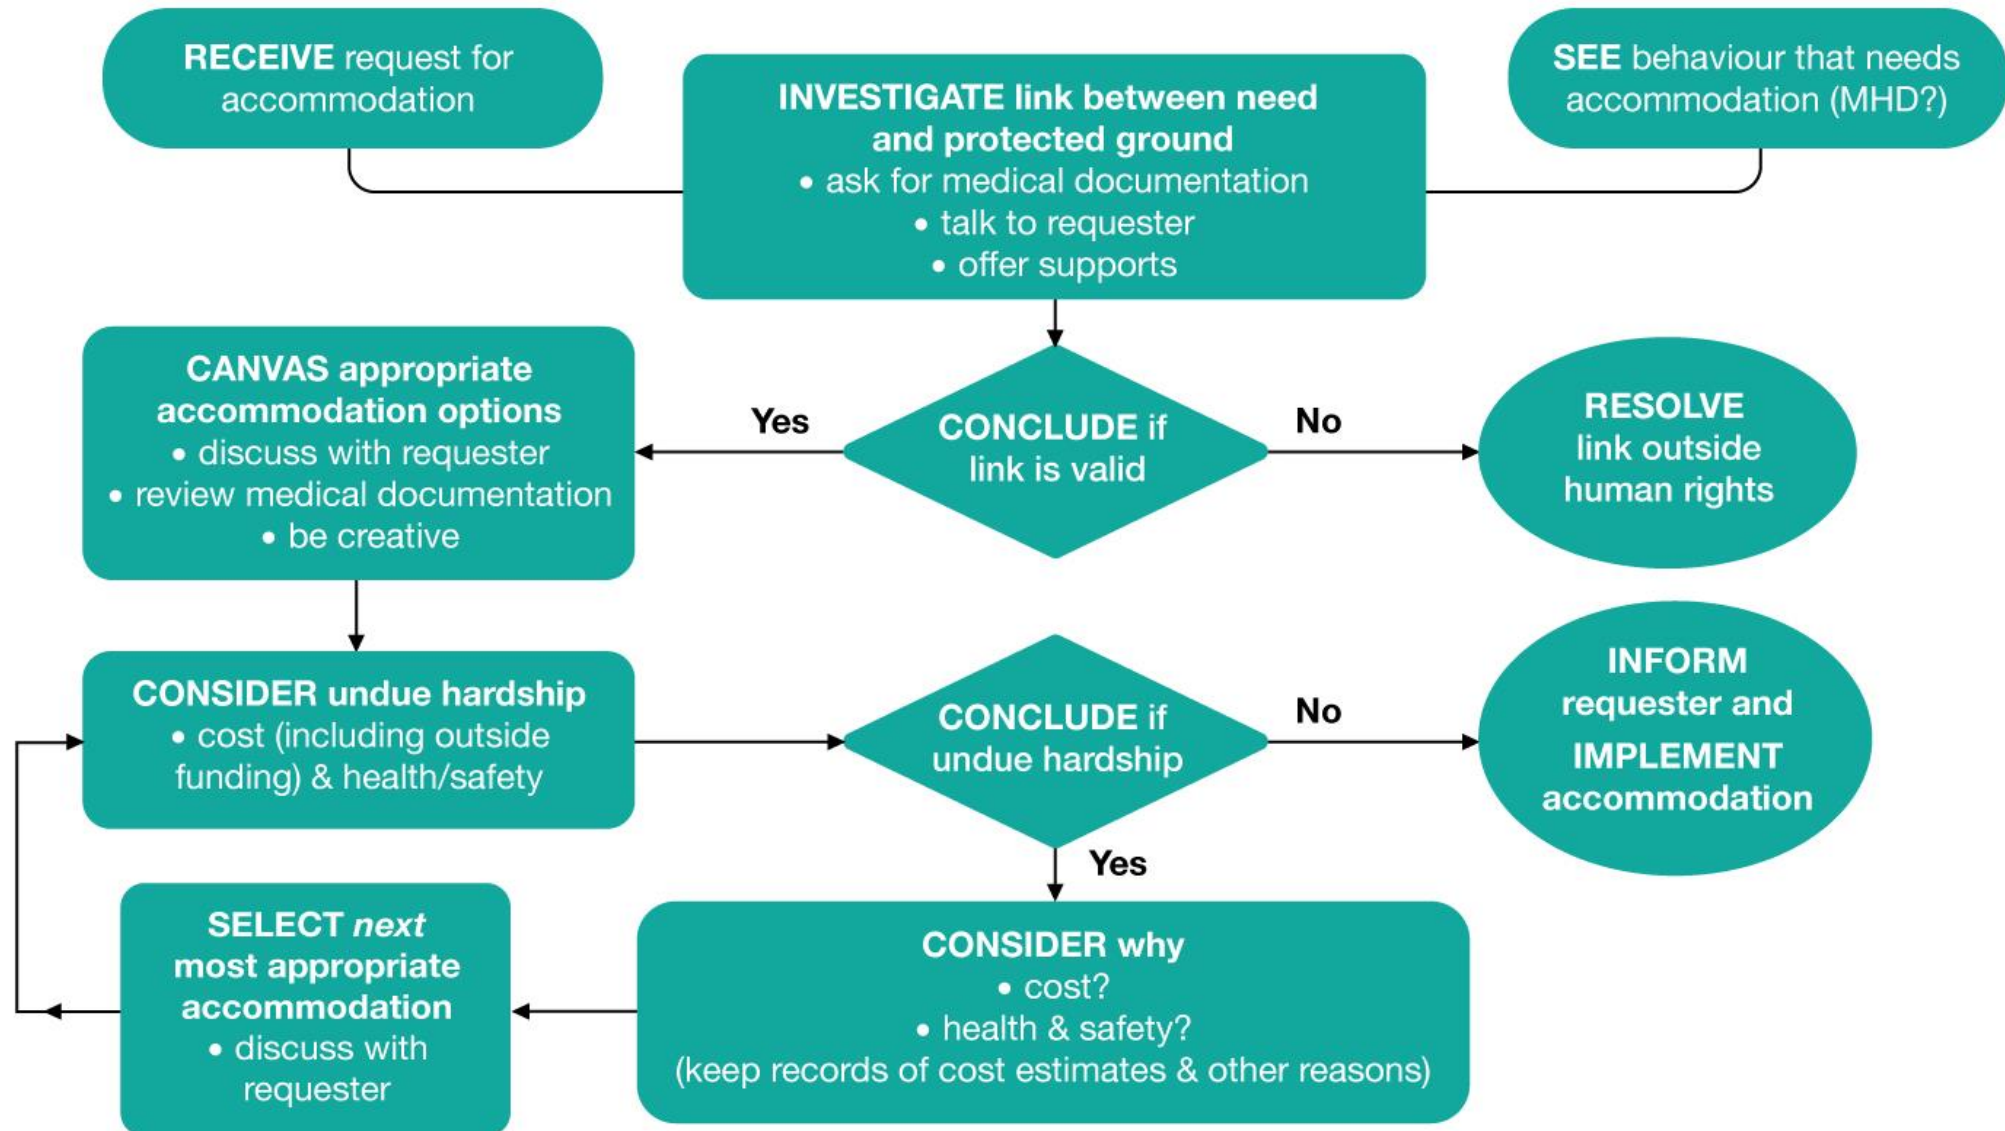 RECEIVE request for
accommodation
INVESTIGATE link between need
and protected ground
• ask for medical documentation
• talk to requester
• offer supports
SEE behaviour that needs
accommodation (MHD?)
CANVAS appropriate
accommodation options
• discuss with requester
• review medical documentation
• be creative
Yes
CONCLUDE if
link is valid
No
RESOLVE
link outside
human rights
CONSIDER undue hardship
• cost (including outside
funding) & health/safety
CONCLUDE if
undue hardship
No
INFORM
requester and
IMPLEMENT
accommodation
Yes
SELECT next
most appropriate
accommodation
• discuss with
requester
CONSIDER why
• cost?
• health & safety?
(keep records of cost estimates & other reasons)